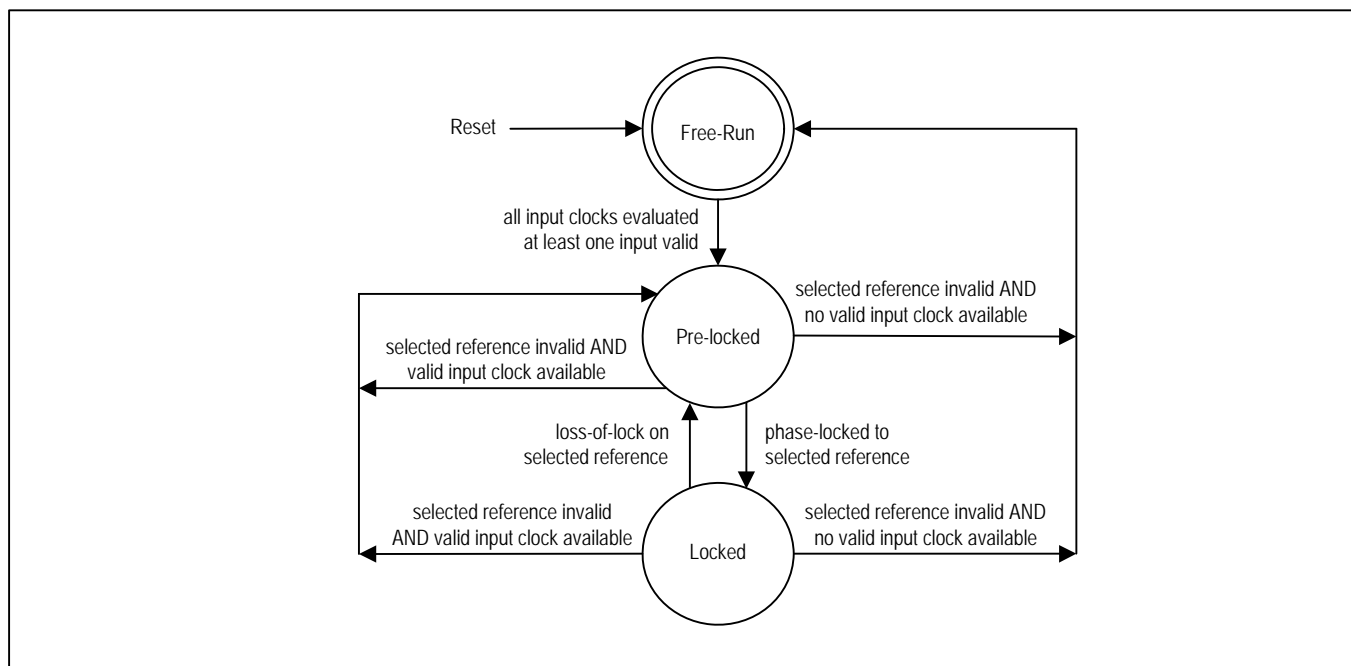 Reset
Free-Run
all input clocks evaluated
at least one input valid
selected reference invalid AND
no valid input clock available
Pre-locked
selected reference invalid AND
valid input clock available
loss-of-lock on
selected reference
phase-locked to
selected reference
selected reference invalid
AND valid input clock available
Locked
selected reference invalid AND
no valid input clock available